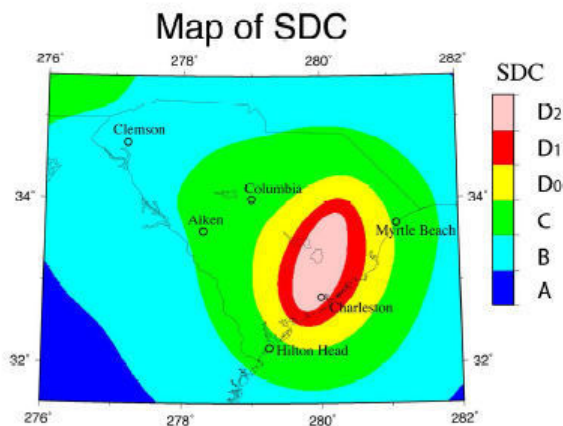 Map of SDC
276˚
278˚
280˚
282˚
SDC
D2
D1
D0
C
B
A
Clemson
34˚
34˚
Columbia
Aiken
Myrtle Beach
Charleston
Hilton Head
32˚
32˚
276˚
278˚
280˚
282˚